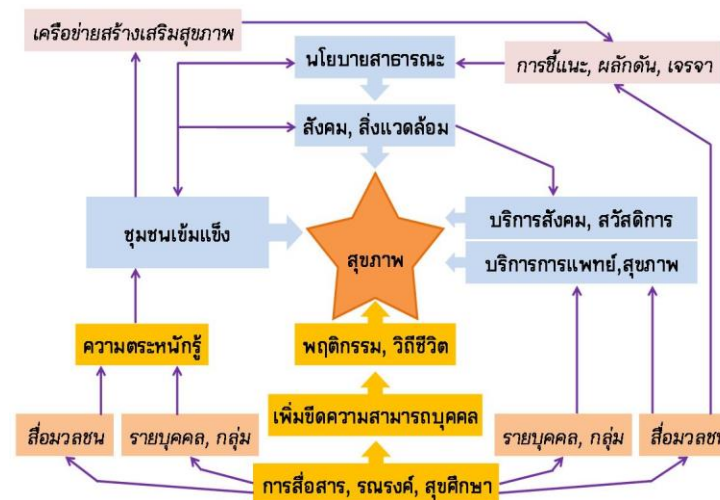 เครือข่ายสร้างเสริมสุขภาพ
นโยบายสาธารณะ
การชี้แนะ, ผลักดัน, เจรจา
สังคม, สิ่งแวดล้อม
ชุมชนเข้มแข็ง
สุขภาพ
บริการสังคม, สวัสดิการ
บริการการแพทย์,สุขภาพ
ความตระหนักรู้
พฤติกรรม, วิถีชีวิต
เพิ่มขีดความสามารถบุคคล
สื่อมวลชน
รายบุคคล, กลุ่ม
รายบุคคล, กลุ่ม
สื่อมวลชน
การสื่อสาร, รณรงค์, สุขศึกษา